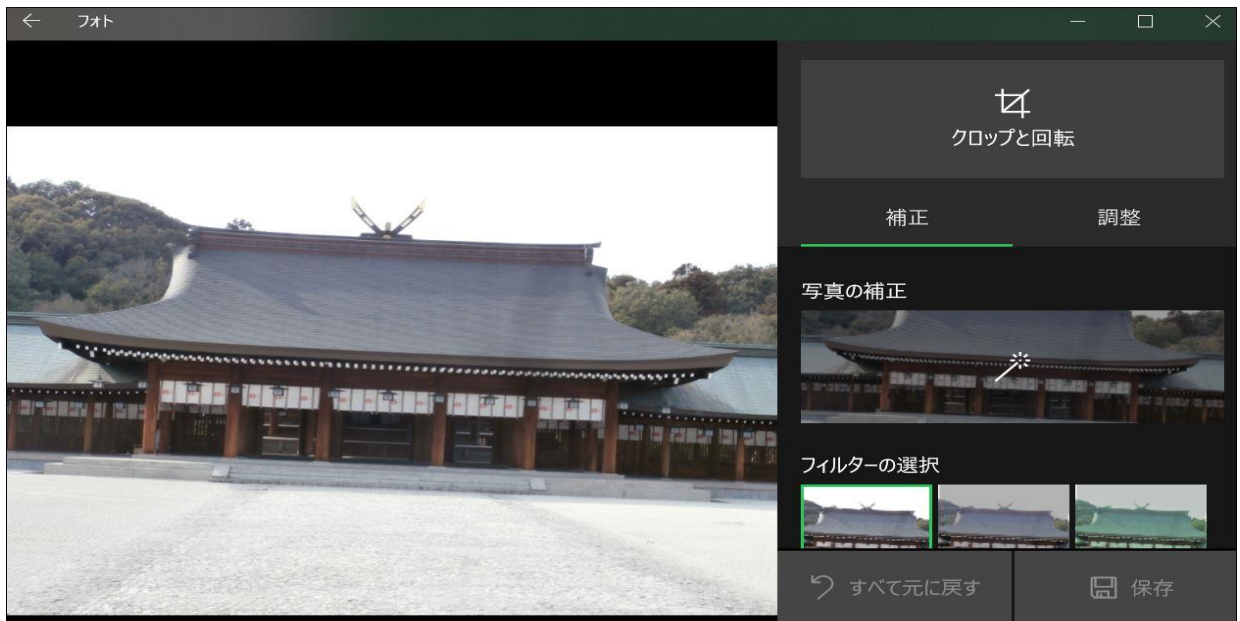 フォト
クロップと回転
補正
調整
写真の補正
フィルターの選択
すべて元に戻す
保存